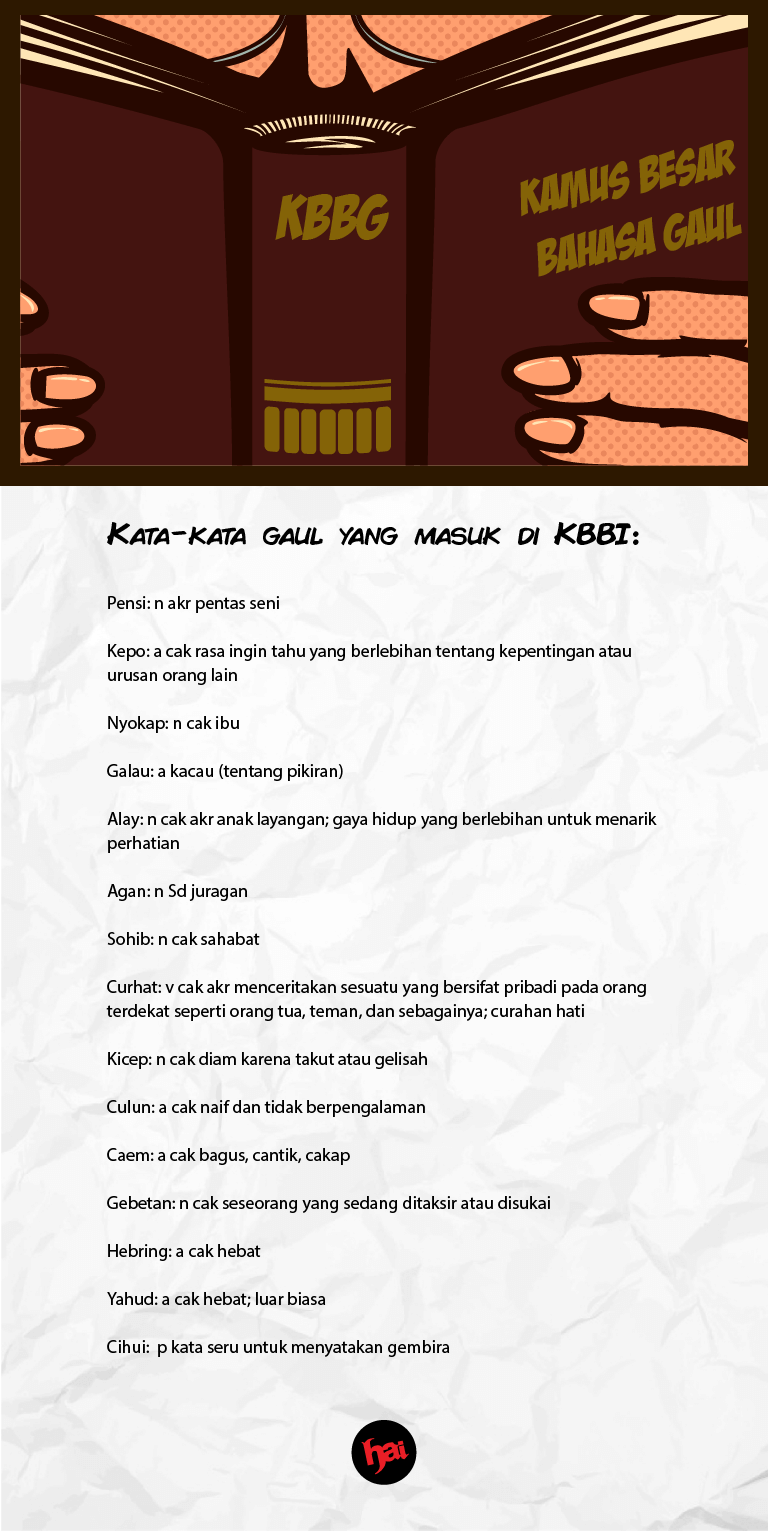 KBBG
KAMUS BESAR
BAHASA GAUL
Kata-kata gaul yang masuk di KBBI:
Pensi: n akr pentas seni
Kepo: a cak rasa ingin tahu yang berlebihan tentang kepentingan atau
urusan orang lain
Nyokap: n cak ibu
Galau: a kacau (tentang pikiran)
Alay: n cak akr anak layangan; gaya hidup yang berlebihan untuk menarik
perhatian
Agan: n Sd juragan
Sohib: n cak sahabat
Curhat: v cak akr menceritakan sesuatu yang bersifat pribadi pada orang
terdekat seperti orang tua, teman, dan sebagainya; curahan hati
Kicep: n cak diam karena takut atau gelisah
Culun: a cak naif dan tidak berpengalaman
Caem: a cak bagus, cantik, cakap
Gebetan: n cak seseorang yang sedang ditaksir atau disukai
Hebring: a cak hebat
Yahud: a cak hebat; luar biasa
Cihui:  p kata seru untuk menyatakan gembira
hai